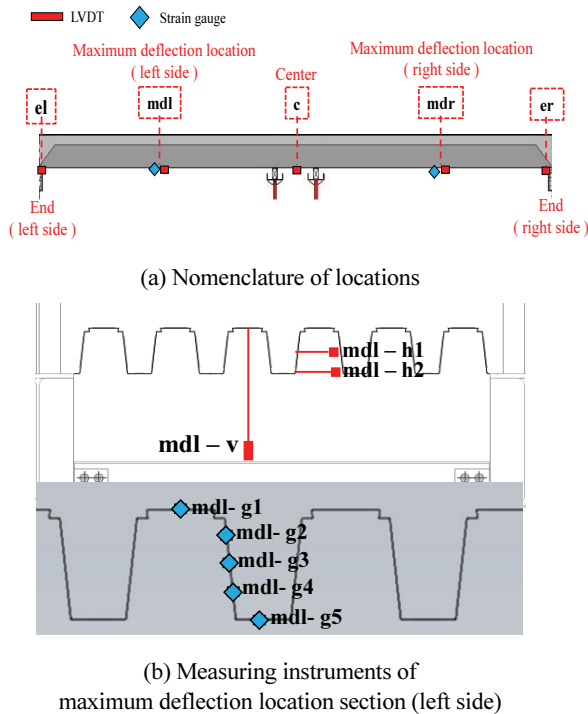 LVDT Strain gauge
Maximum deflection location
( left side )
Maximum deflection location
( right side )
Center
el mdl c mdr er
End
( left side )
End
( right side )
(a) Nomenclature of locations
mdl – h1
mdl – h2
mdl – v
mdl- g1
mdl- g2
mdl- g3
mdl- g4
mdl- g5
(b) Measuring instruments of
maximum deflection location section (left side)